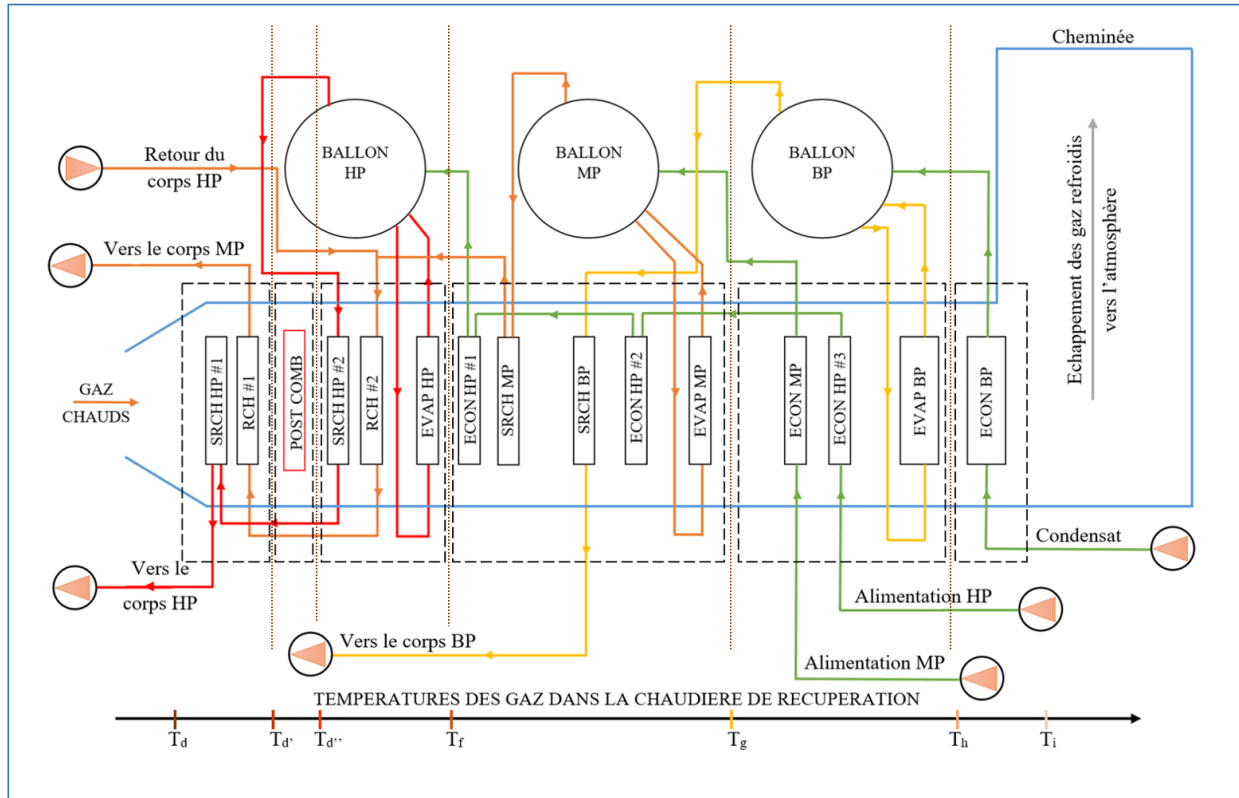 Cheminée
BALLON
HP
BALLON
MP
BALLON
BP
Retour du
corps HP
Vers le corps MP
Echappement des gaz refroidis
vers l'atmosphère
GAZ
CHAUDS
SRCH HP #1
RCH #1
POST COMB
SRCH HP #2
RCH #2
EVAP HP
ECON HP #1
SRCH MP
SRCH BP
ECON HP #2
EVAP MP
ECON MP
ECON HP #3
EVAP BP
ECON BP
Condensat
Vers le
corps HP
Alimentation HP
Vers le corps BP
Alimentation MP
TEMPERATURES DES GAZ DANS LA CHAUDIERE DE RECUPERATION
Td
Td'
Td''
Tf
Tg
Th
Ti